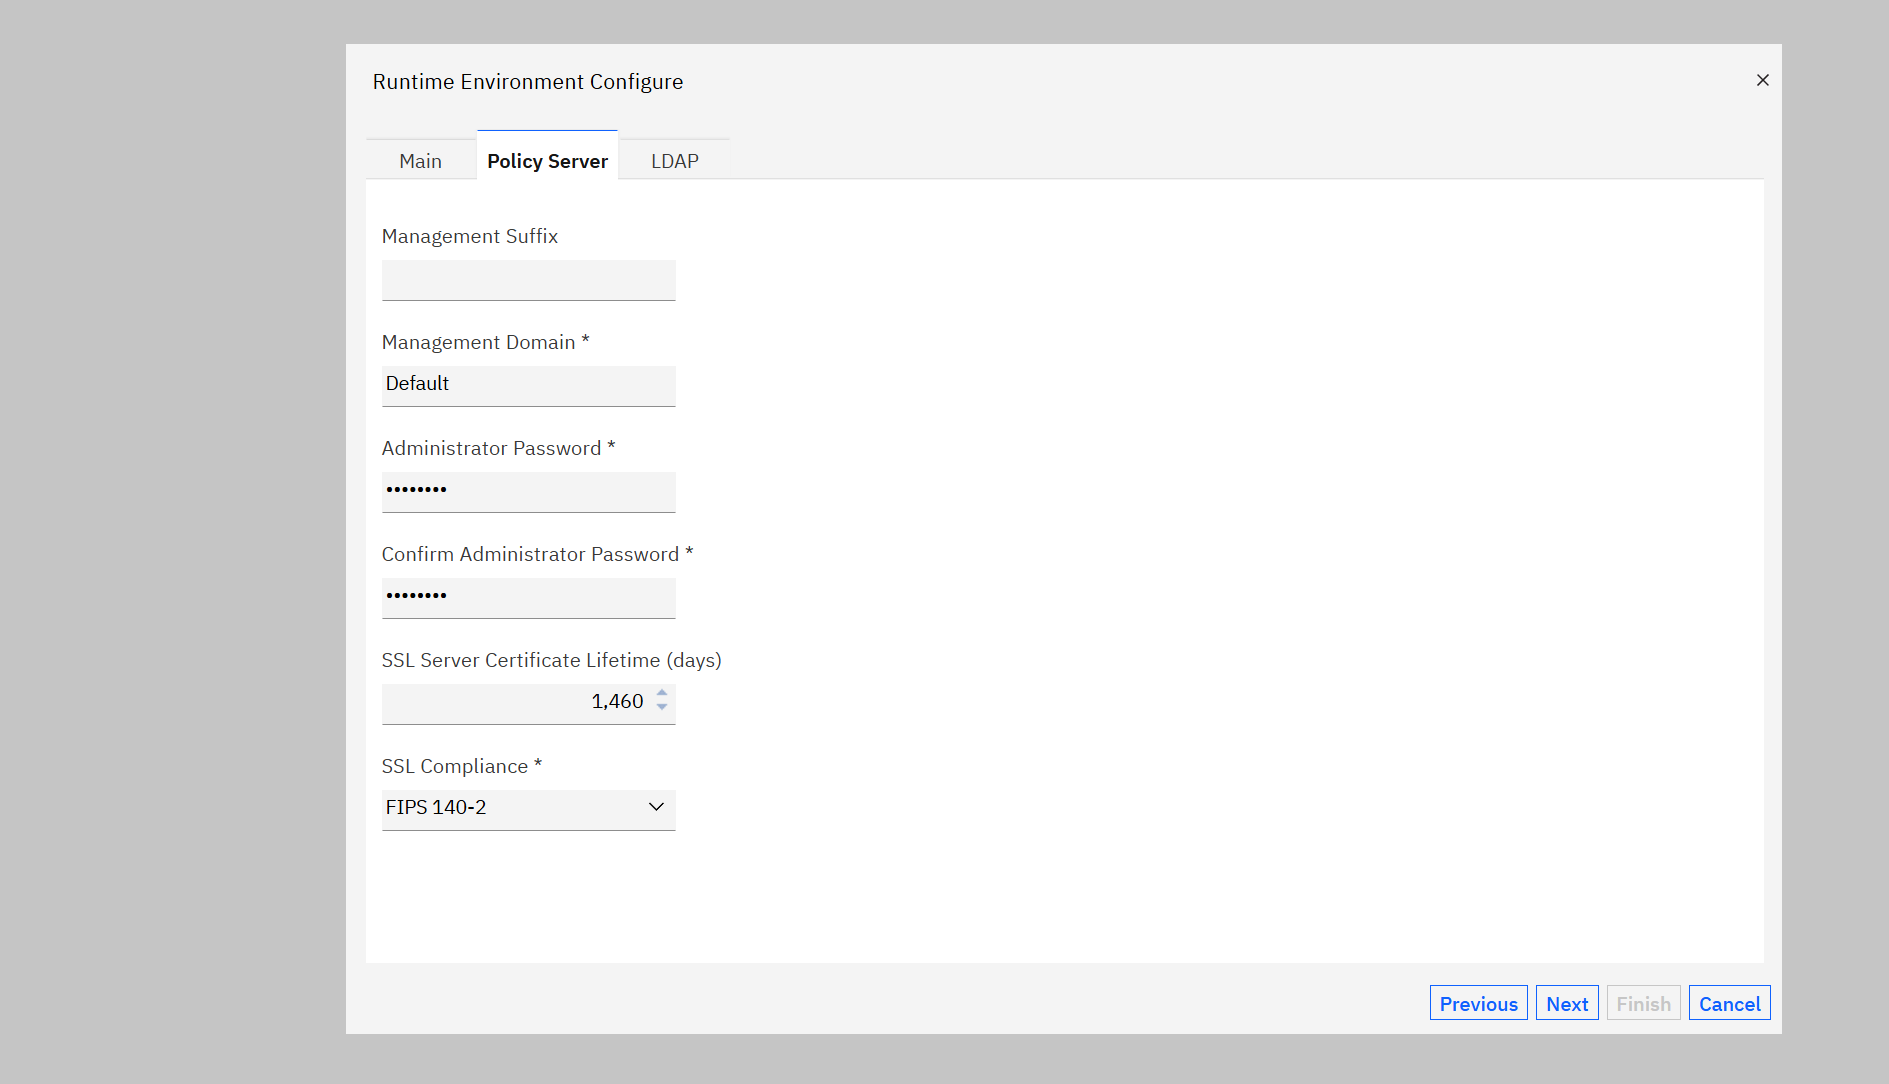 Runtime Environment Configure
Main Policy Server LDAP
Management Suffix
Management Domain *
Default
Administrator Password *
••••••••
Confirm Administrator Password *
••••••••
SSL Server Certificate Lifetime (days)
1,460
SSL Compliance *
FIPS 140-2
Previous Next Finish Cancel